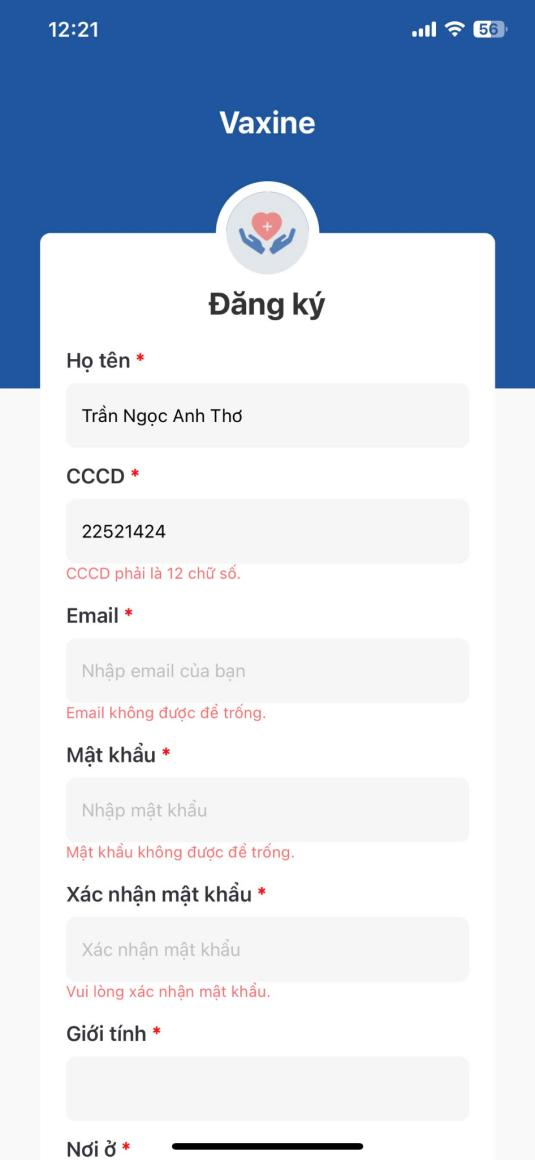 12:21
56
Vaxine
Đăng ký
Họ tên *
Trần Ngọc Anh Thơ
CCCD *
22521424
CCCD phải là 12 chữ số.
Email *
Nhập email của bạn
Email không được để trống.
Mật khẩu *
Nhập mật khẩu
Mật khẩu không được để trống.
Xác nhận mật khẩu *
Xác nhận mật khẩu
Vui lòng xác nhận mật khẩu.
Giới tính *
Nơi ở *